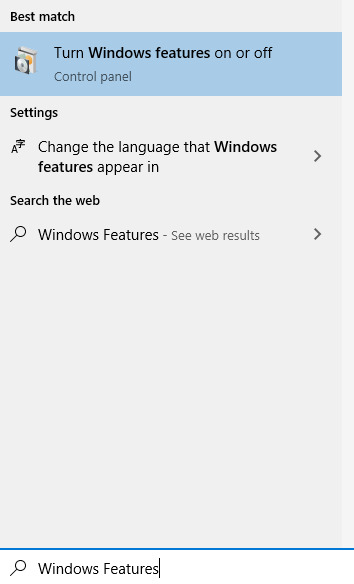 Best match
Turn Windows features on or off
Control panel
Settings
Change the language that Windows
features appear in
Search the web
Windows Features - See web results
Windows Features